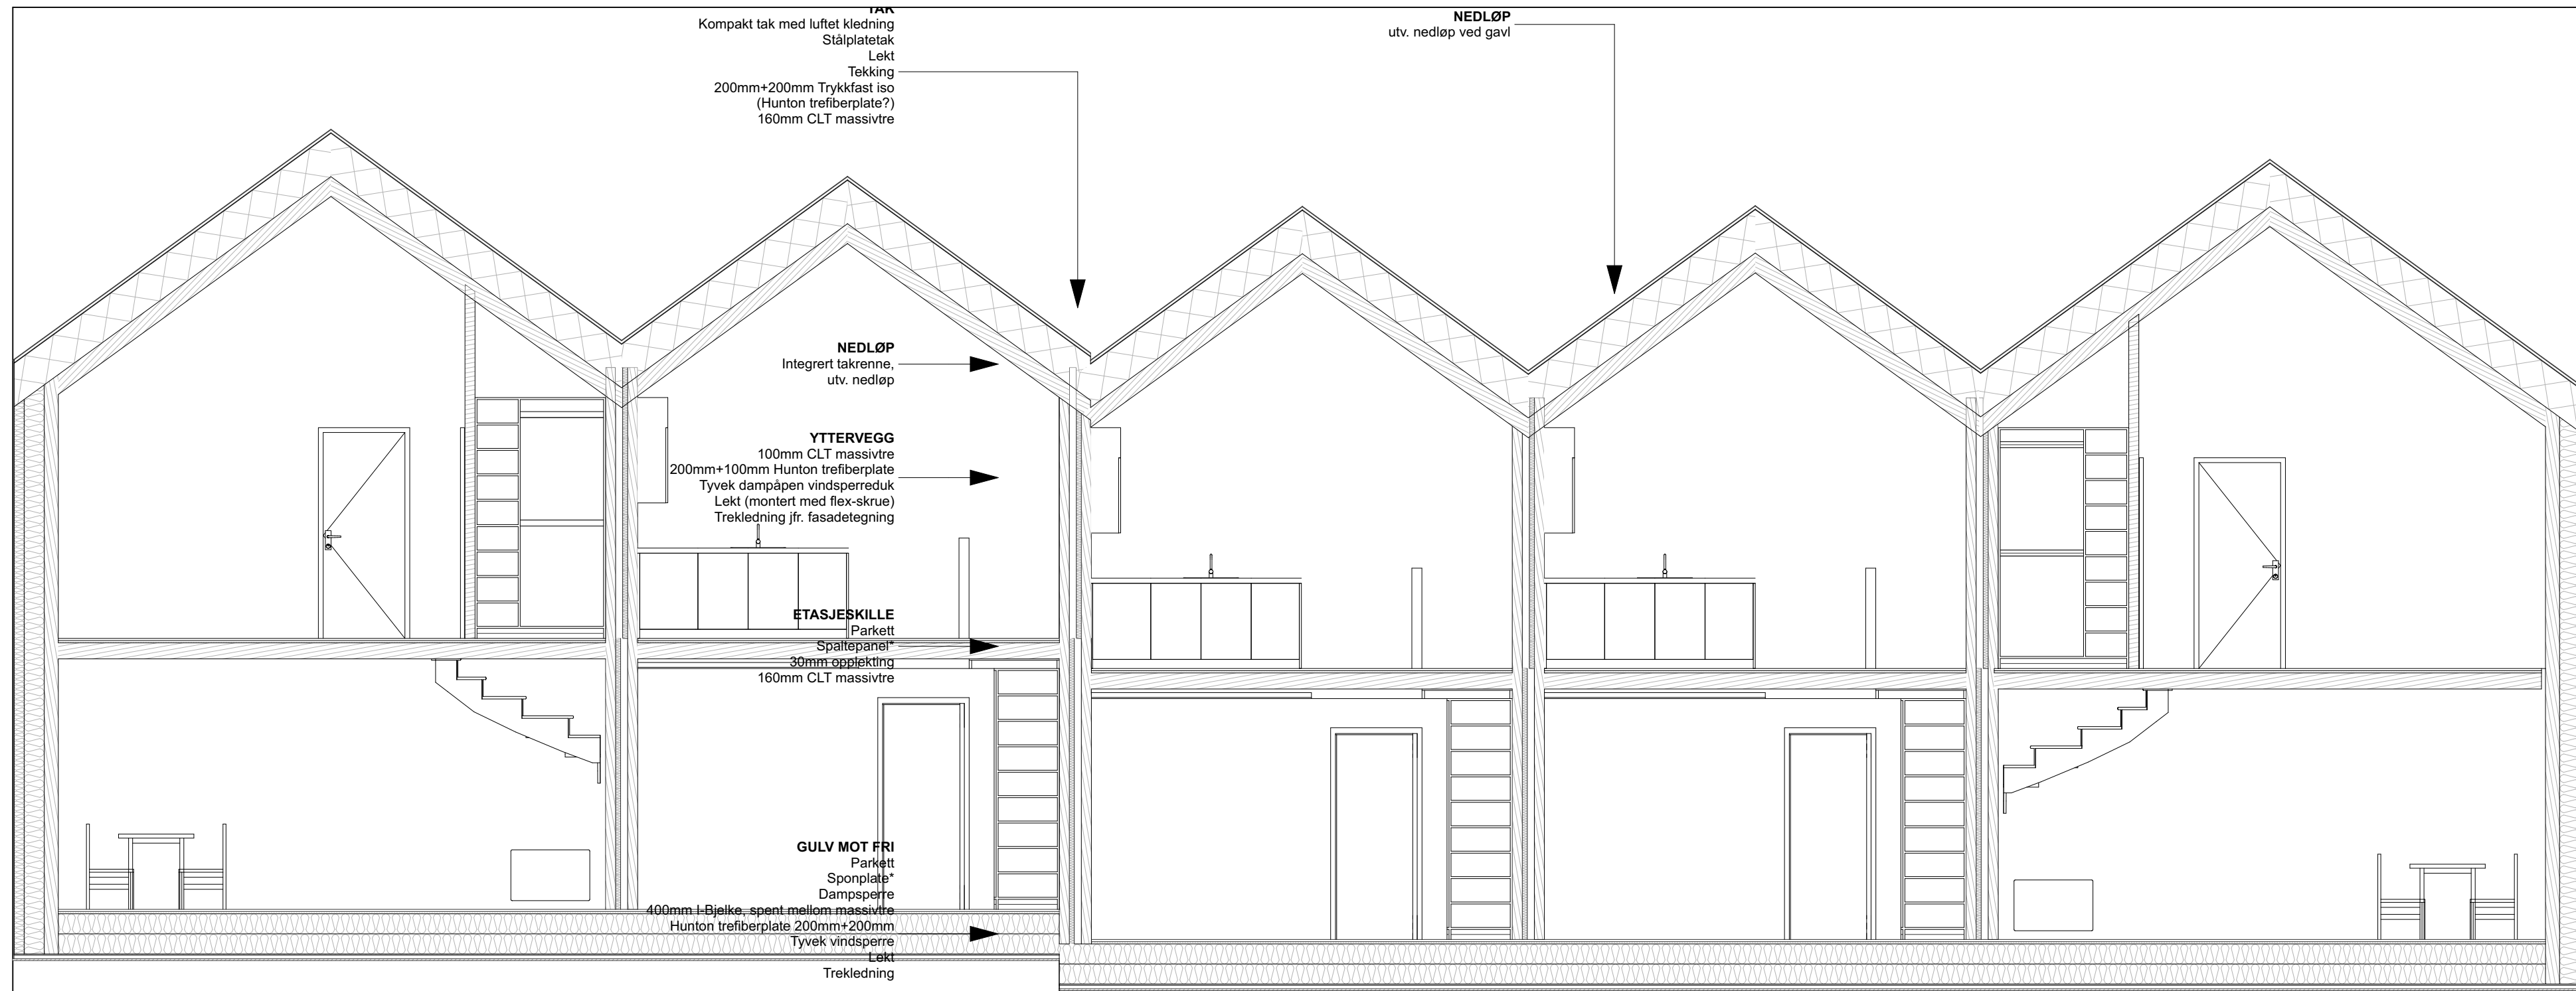 TAK
Kompakt tak med luftet kledning
Stålplatetak
Lekt
Tekking
200mm+200mm Trykkfast iso
(Hunton trefiberplate?)
160mm CLT massivtre
NEDLØP
utv. nedløp ved gavl
NEDLØP
Integrert takrenne,
utv. nedløp
YTTERVEGG
100mm CLT massivtre
200mm+100mm Hunton trefiberplate
Tyvek dampåpen vindsperreduk
Lekt (montert med flex-skrue)
Trekledning jfr. fasadetegning
ETASJESKILLE
Parkett
Spaltepanel*
30mm opplekting
160mm CLT massivtre
GULV MOT FRI
Parkett
Sponplate*
Dampsperre
400mm I-Bjelke, spent mellom massivtre
Hunton trefiberplate 200mm+200mm
Tyvek vindsperre
Lekt
Trekledning